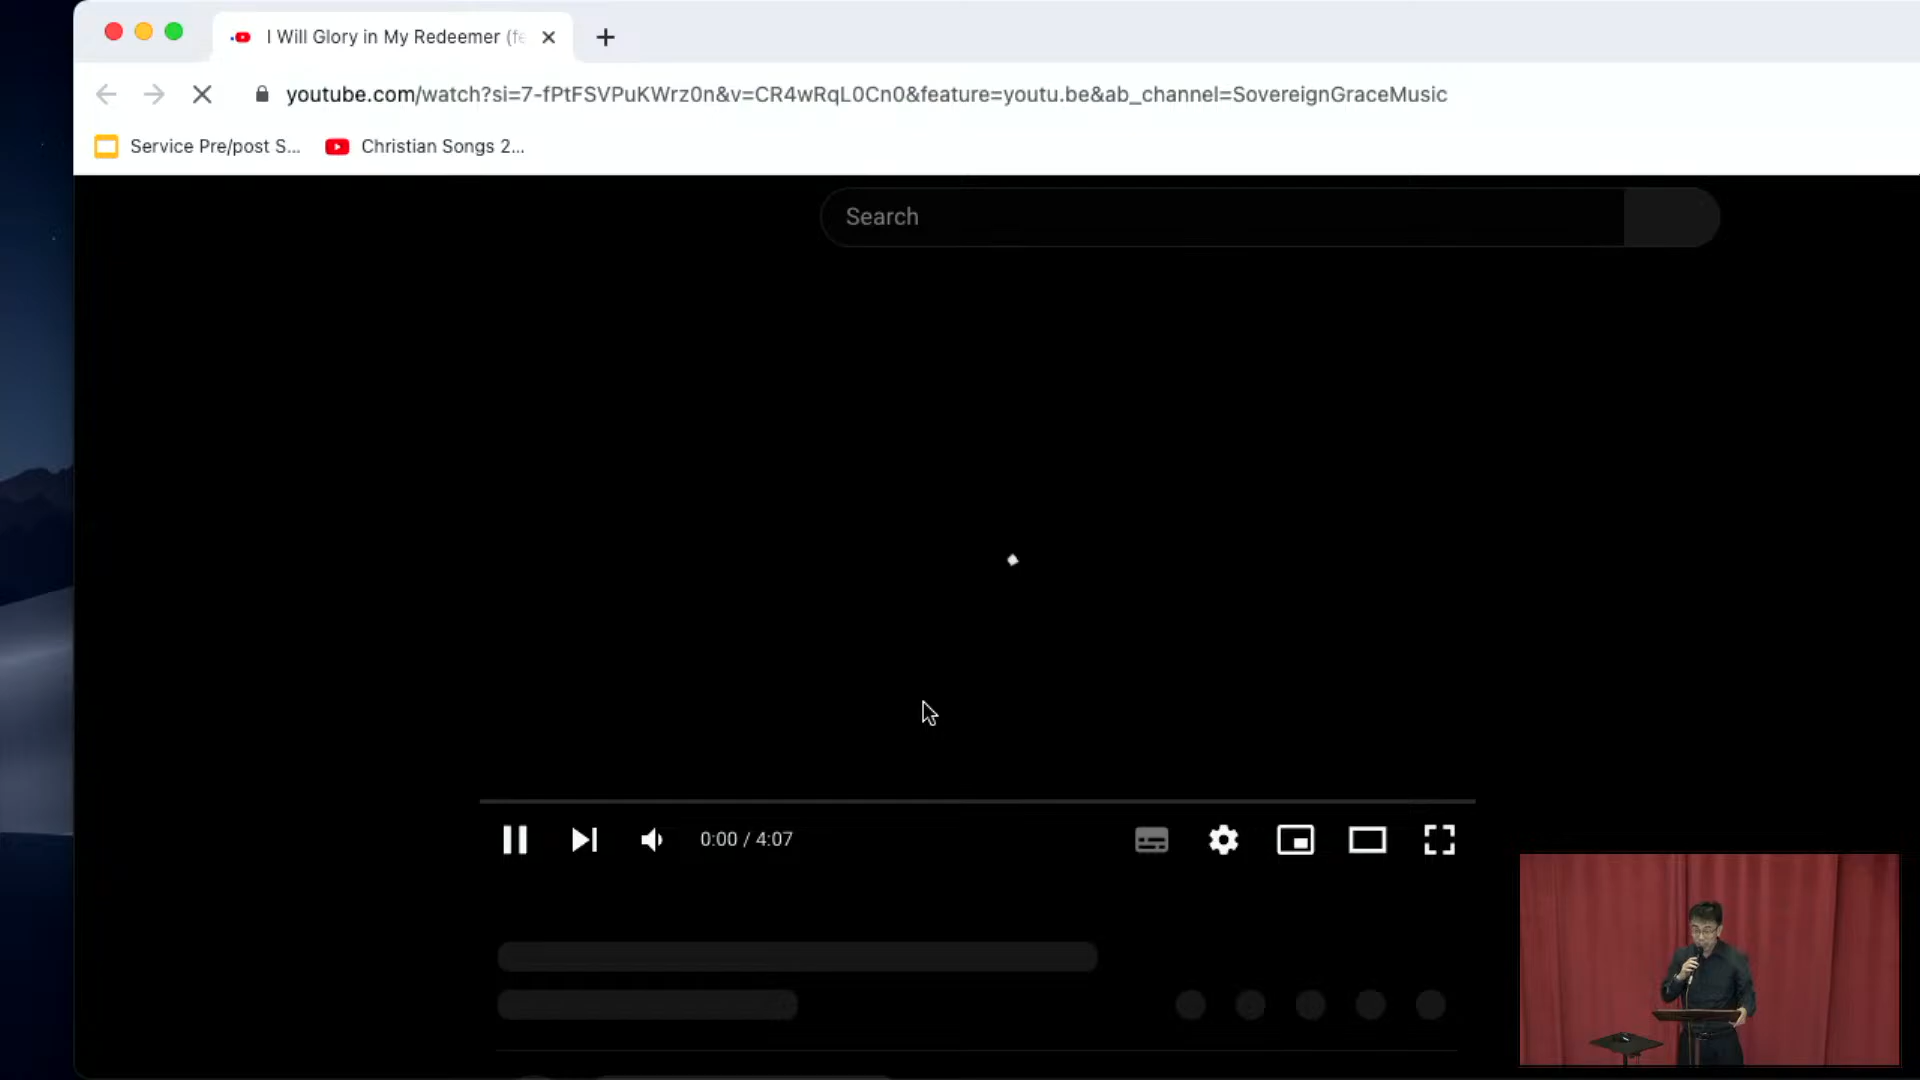 I Will Glory in My Redeemer (fe
youtube.com/watch?si=7-fPtFSVPuKWrz0n&v=CR4wRqL0Cn0&feature=youtu.be&ab_channel=SovereignGraceMusic
Service Pre/post S...
Christian Songs 2...
Search
0:00 / 4:07